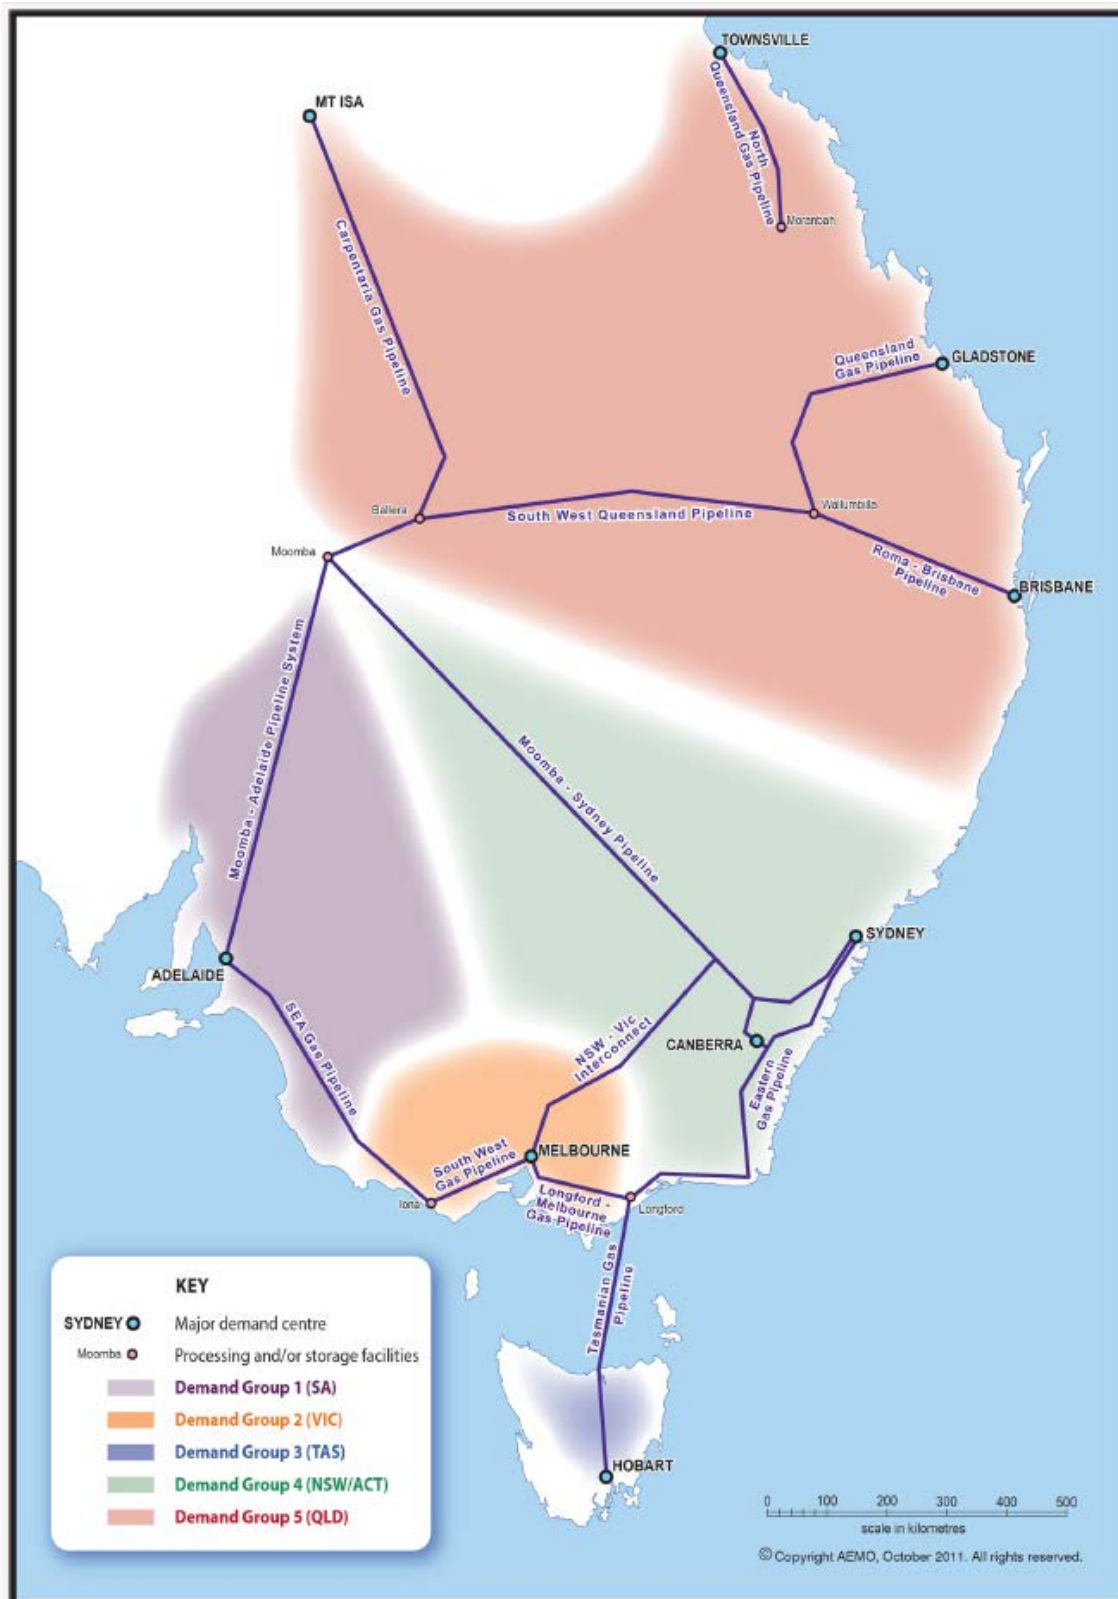 TOWNSVILLE
MT ISA
North
Queensland Gas Pipeline
Moranbah
Carpentaria Gas Pipeline
Queensland
Gas Pipeline
GLADSTONE
Ballera
South West Queensland Pipeline
Wallumbilla
Moomba
Roma - Brisbane
Pipeline
BRISBANE
Moomba - Adelaide Pipeline System
Moomba - Sydney Pipeline
SYDNEY
ADELAIDE
SEA Gas Pipeline
NSW - Vic
Interconnect
CANBERRA
Eastern
Gas Pipeline
South West
Gas Pipeline
MELBOURNE
Iona
Longford -
Melbourne
Gas Pipeline
Longford
Tasmanian Gas
Pipeline
HOBART
KEY
SYDNEY Major demand centre
Moomba Processing and/or storage facilities
Demand Group 1 (SA)
Demand Group 2 (VIC)
Demand Group 3 (TAS)
Demand Group 4 (NSW/ACT)
Demand Group 5 (QLD)
0 100 200 300 400 500
scale in kilometres
© Copyright AEMO, October 2011. All rights reserved.